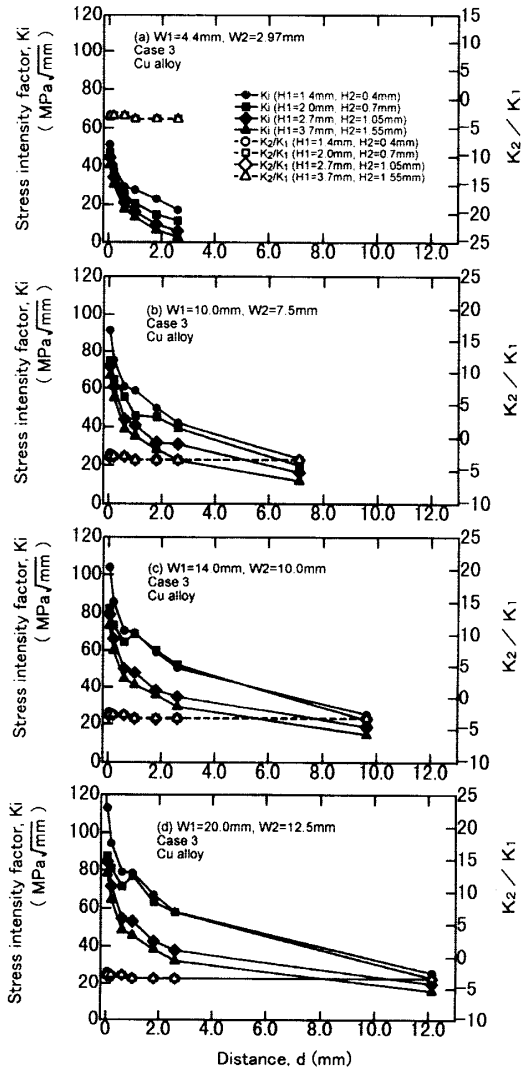 Stress intensity factor, Ki
( MPa√mm )
K2 / K1
120
100
80
60
40
20
0
15
10
5
0
-5
-10
-15
-20
-25
(a) W1=4.4mm, W2=2.97mm
Case 3
Cu alloy
Ki (H1=1.4mm, H2=0.4mm)
Ki (H1=2.0mm, H2=0.7mm)
Ki (H1=2.7mm, H2=1.05mm)
Ki (H1=3.7mm, H2=1.55mm)
K2/K1 (H1=1.4mm, H2=0.4mm)
K2/K1 (H1=2.0mm, H2=0.7mm)
K2/K1 (H1=2.7mm, H2=1.05mm)
K2/K1 (H1=3.7mm, H2=1.55mm)
0 2.0 4.0 6.0 8.0 10.0 12.0
Stress intensity factor, Ki
( MPa√mm )
K2 / K1
120
100
80
60
40
20
0
25
20
15
10
5
0
-5
-10
(b) W1=10.0mm, W2=7.5mm
Case 3
Cu alloy
0 2.0 4.0 6.0 8.0 10.0 12.0
Stress intensity factor, Ki
( MPa√mm )
K2 / K1
120
100
80
60
40
20
0
25
20
15
10
5
0
-5
-10
(c) W1=14.0mm, W2=10.0mm
Case 3
Cu alloy
0 2.0 4.0 6.0 8.0 10.0 12.0
Stress intensity factor, Ki
( MPa√mm )
K2 / K1
120
100
80
60
40
20
0
25
20
15
10
5
0
-5
-10
(d) W1=20.0mm, W2=12.5mm
Case 3
Cu alloy
0 2.0 4.0 6.0 8.0 10.0 12.0
Distance, d (mm)